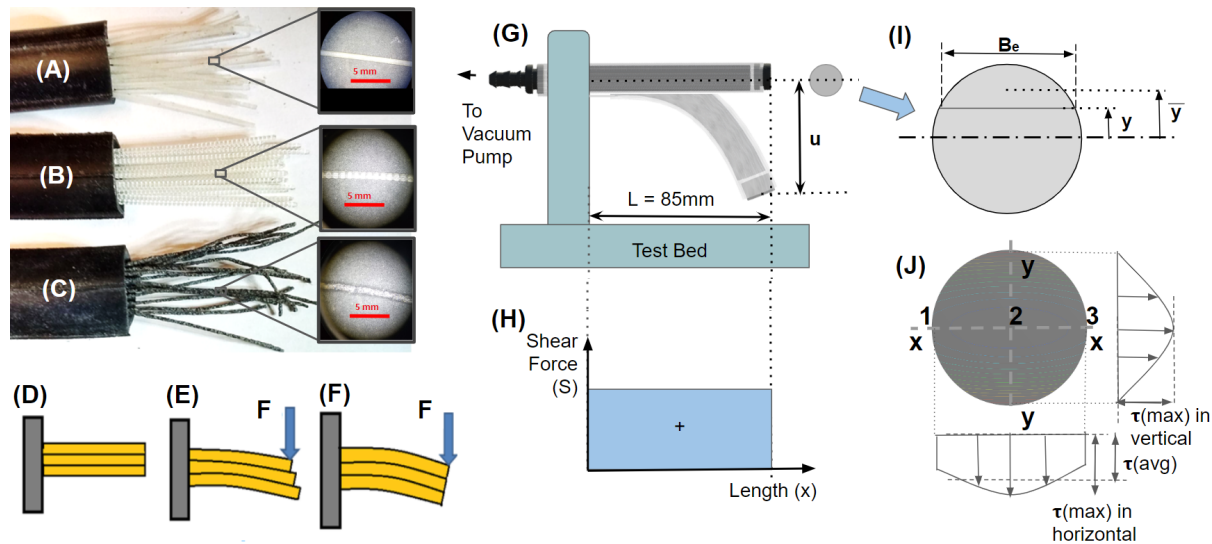 (A)
5 mm
(B)
5 mm
(C)
5 mm
(D)
(E)
F
(F)
F
(G)
To
Vacuum
Pump
u
L = 85mm
Test Bed
(H)
Shear
Force
(S)
+
Length (x)
(I)
Be
y
y̅
(J)
y
1
2
3
x
x
y
τ(max) in
vertical
τ(avg)
τ(max) in
horizontal